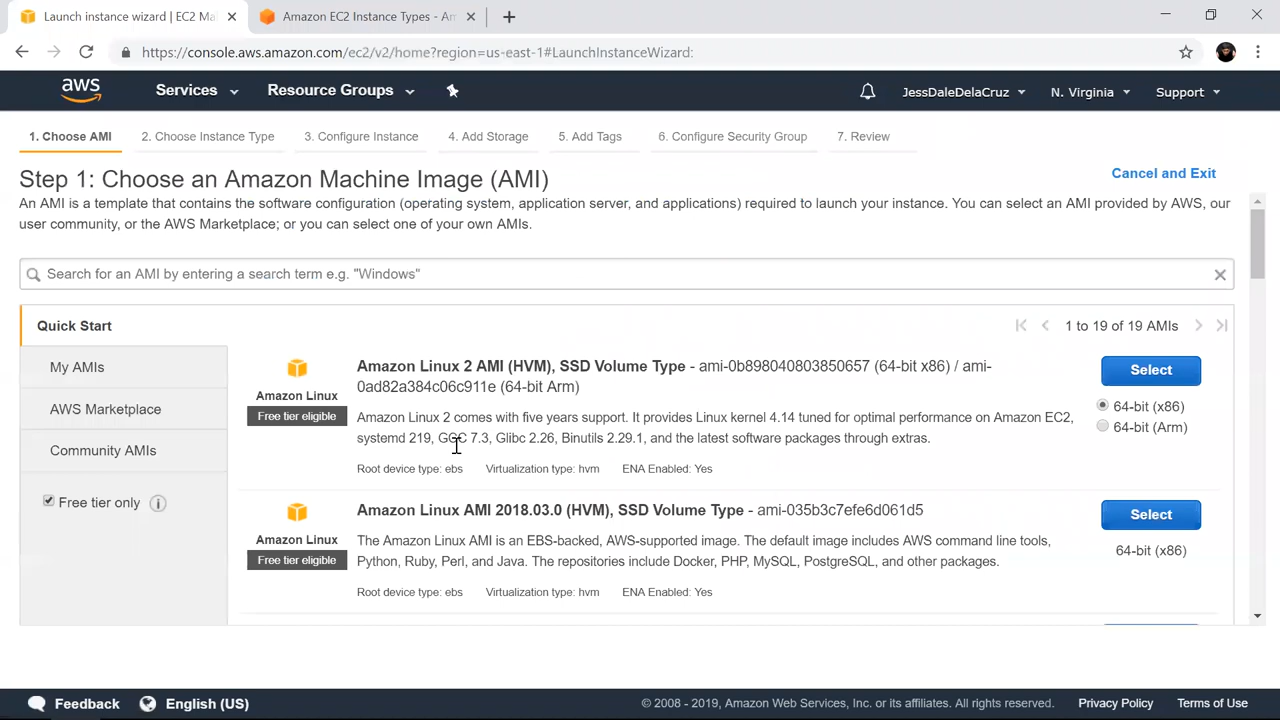 Launch instance wizard | EC2 Ma
Amazon EC2 Instance Types - Am
https://console.aws.amazon.com/ec2/v2/home?region=us-east-1#LaunchInstanceWizard:
aws
Services
Resource Groups
JessDaleDelaCruz
N. Virginia
Support
1. Choose AMI
2. Choose Instance Type
3. Configure Instance
4. Add Storage
5. Add Tags
6. Configure Security Group
7. Review
Step 1: Choose an Amazon Machine Image (AMI)
Cancel and Exit
An AMI is a template that contains the software configuration (operating system, application server, and applications) required to launch your instance. You can select an AMI provided by AWS, our
user community, or the AWS Marketplace; or you can select one of your own AMIs.
Search for an AMI by entering a search term e.g. "Windows"
Quick Start
1 to 19 of 19 AMIs
My AMIs
AWS Marketplace
Community AMIs
Free tier only
Amazon Linux
Free tier eligible
Amazon Linux 2 AMI (HVM), SSD Volume Type - ami-0b898040803850657 (64-bit x86) / ami-
0ad82a384c06c911e (64-bit Arm)
Amazon Linux 2 comes with five years support. It provides Linux kernel 4.14 tuned for optimal performance on Amazon EC2,
systemd 219, GCC 7.3, Glibc 2.26, Binutils 2.29.1, and the latest software packages through extras.
Root device type: ebs
Virtualization type: hvm
ENA Enabled: Yes
Select
64-bit (x86)
64-bit (Arm)
Amazon Linux
Free tier eligible
Amazon Linux AMI 2018.03.0 (HVM), SSD Volume Type - ami-035b3c7efe6d061d5
The Amazon Linux AMI is an EBS-backed, AWS-supported image. The default image includes AWS command line tools,
Python, Ruby, Perl, and Java. The repositories include Docker, PHP, MySQL, PostgreSQL, and other packages.
Root device type: ebs
Virtualization type: hvm
ENA Enabled: Yes
Select
64-bit (x86)
Feedback
English (US)
© 2008 - 2019, Amazon Web Services, Inc. or its affiliates. All rights reserved.
Privacy Policy
Terms of Use